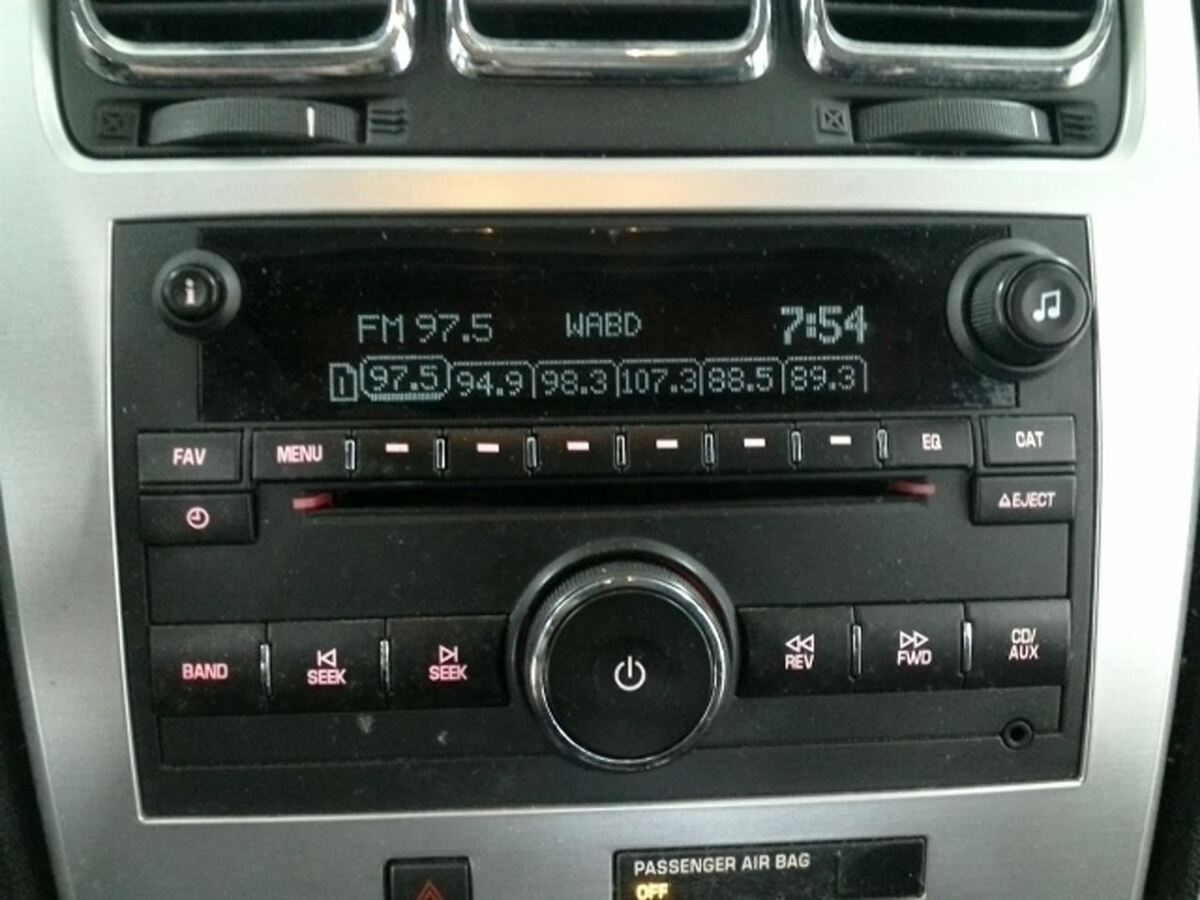 i
FM 97.5 WABD 7:54
1 97.5 94.9 98.3 107.3 88.5 89.3
FAV MENU EQ CAT
EJECT
BAND SEEK SEEK REV FWD CD/AUX
PASSENGER AIR BAG
OFF